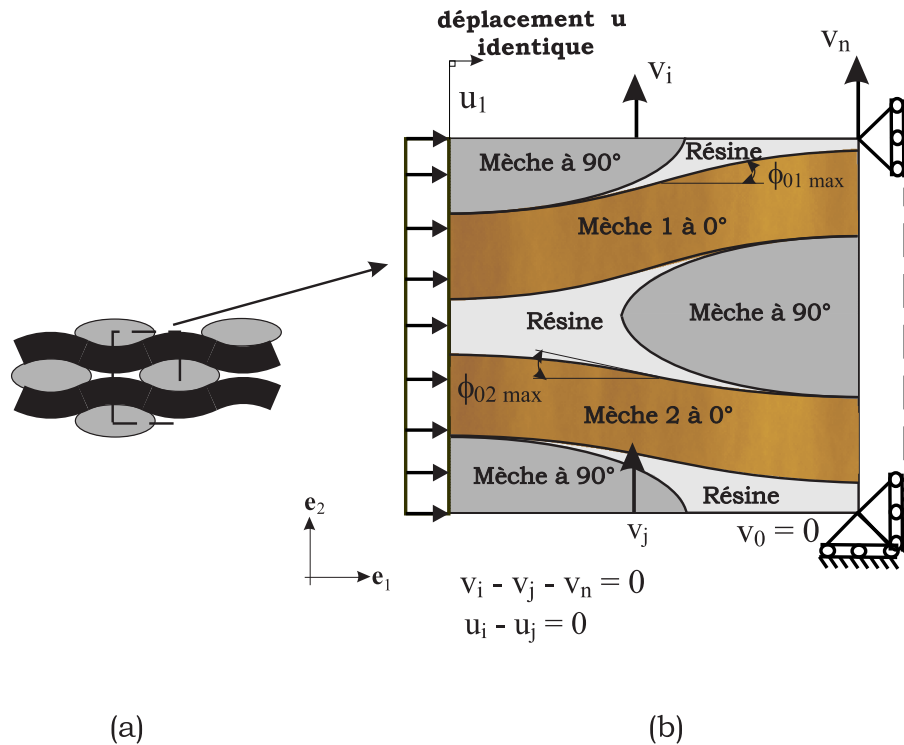 déplacement u
identique
vᵢ
vₙ
u₁
Mèche à 90°
Résine
ϕ₀₁ max
Mèche 1 à 0°
Résine
Mèche à 90°
ϕ₀₂ max
Mèche 2 à 0°
Mèche à 90°
Résine
e₂
vⱼ
v₀ = 0
e₁
vᵢ - vⱼ - vₙ = 0
uᵢ - uⱼ = 0
(a)
(b)